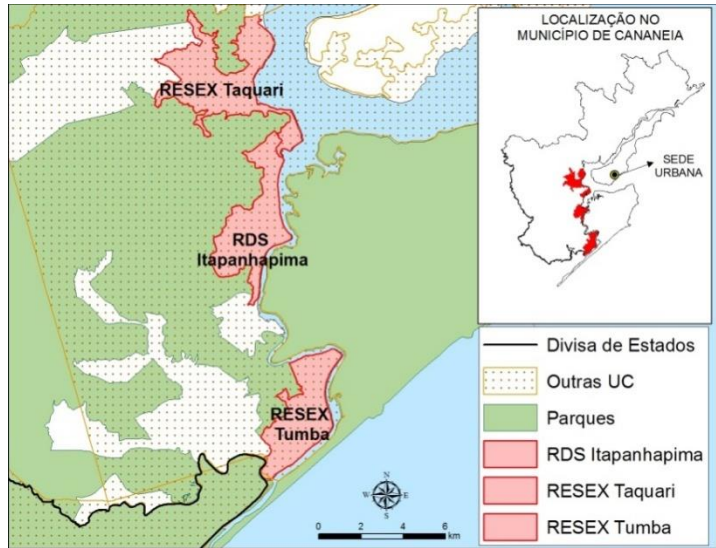 RESEX Taquari
RDS
Itapanhapima
RESEX
Tumba
N
W
E
S
0 2 4 6
km
LOCALIZAÇÃO NO
MUNICÍPIO DE CANANEIA
SEDE
URBANA
Divisa de Estados
Outras UC
Parques
RDS Itapanhapima
RESEX Taquari
RESEX Tumba